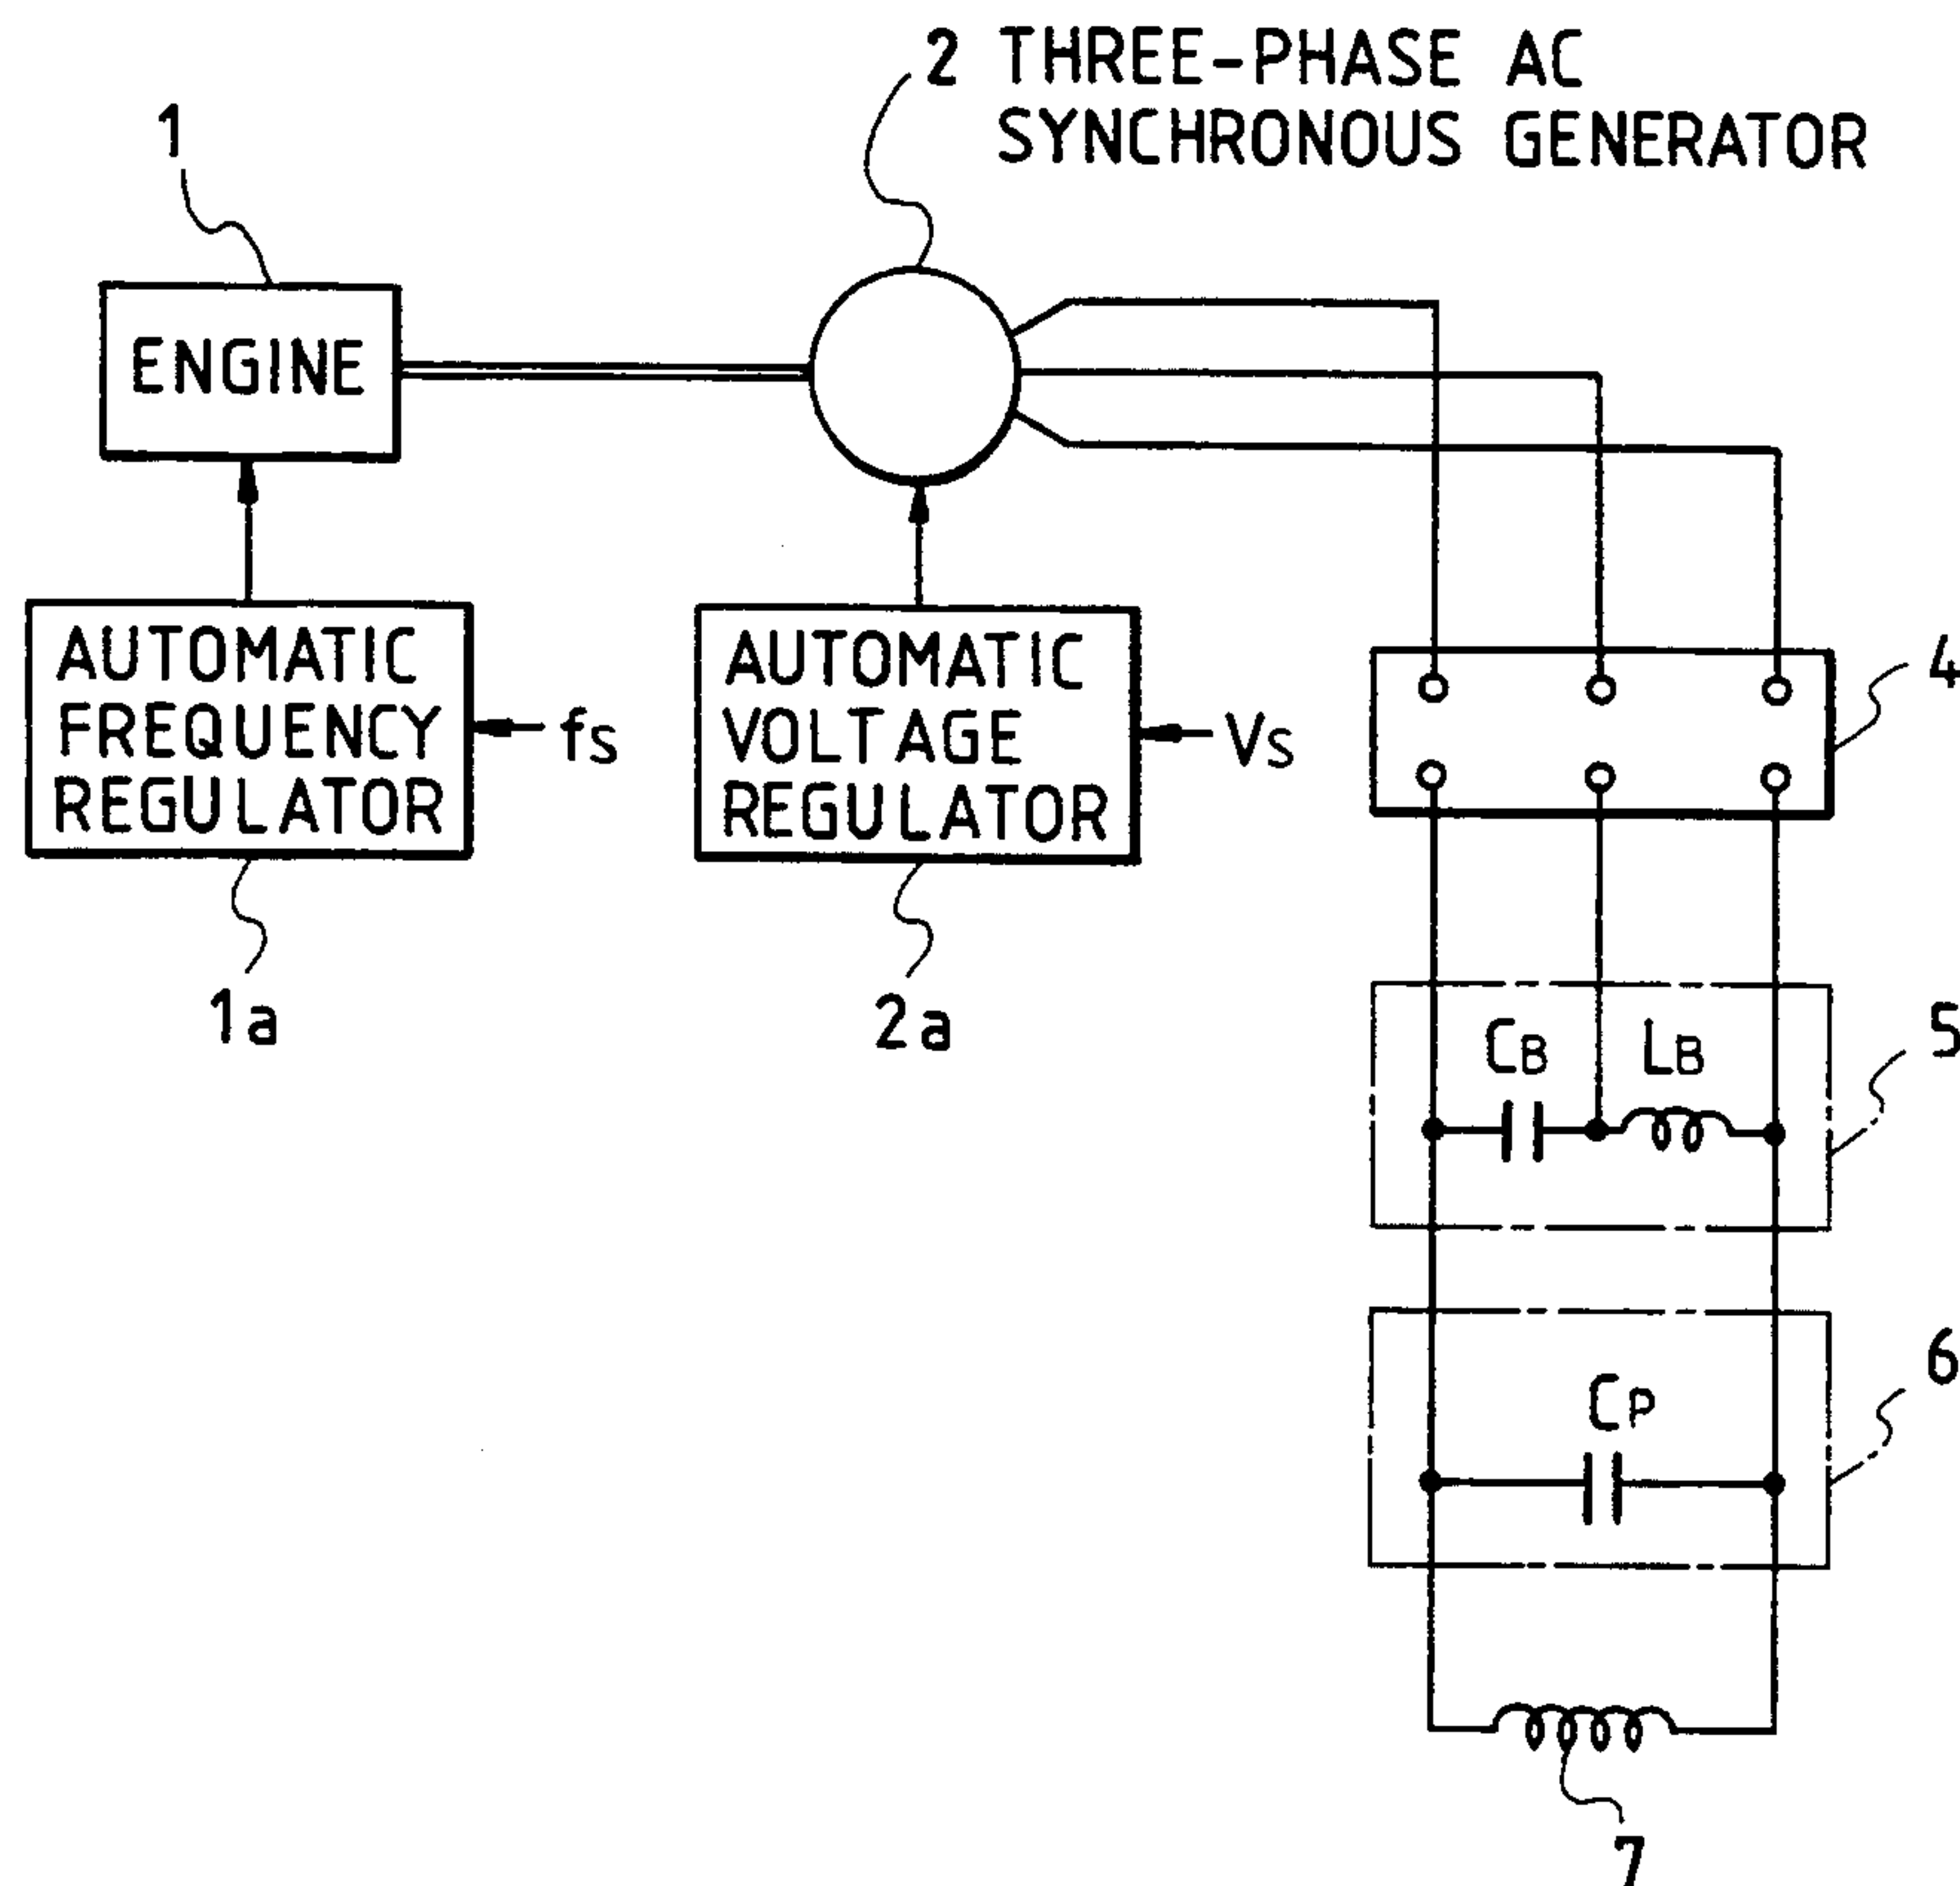 2 THREE-PHASE AC
SYNCHRONOUS GENERATOR
1
ENGINE
AUTOMATIC
FREQUENCY
REGULATOR
fs
AUTOMATIC
VOLTAGE
REGULATOR
Vs
4
1a
2a
CB
LB
5
CP
6
7